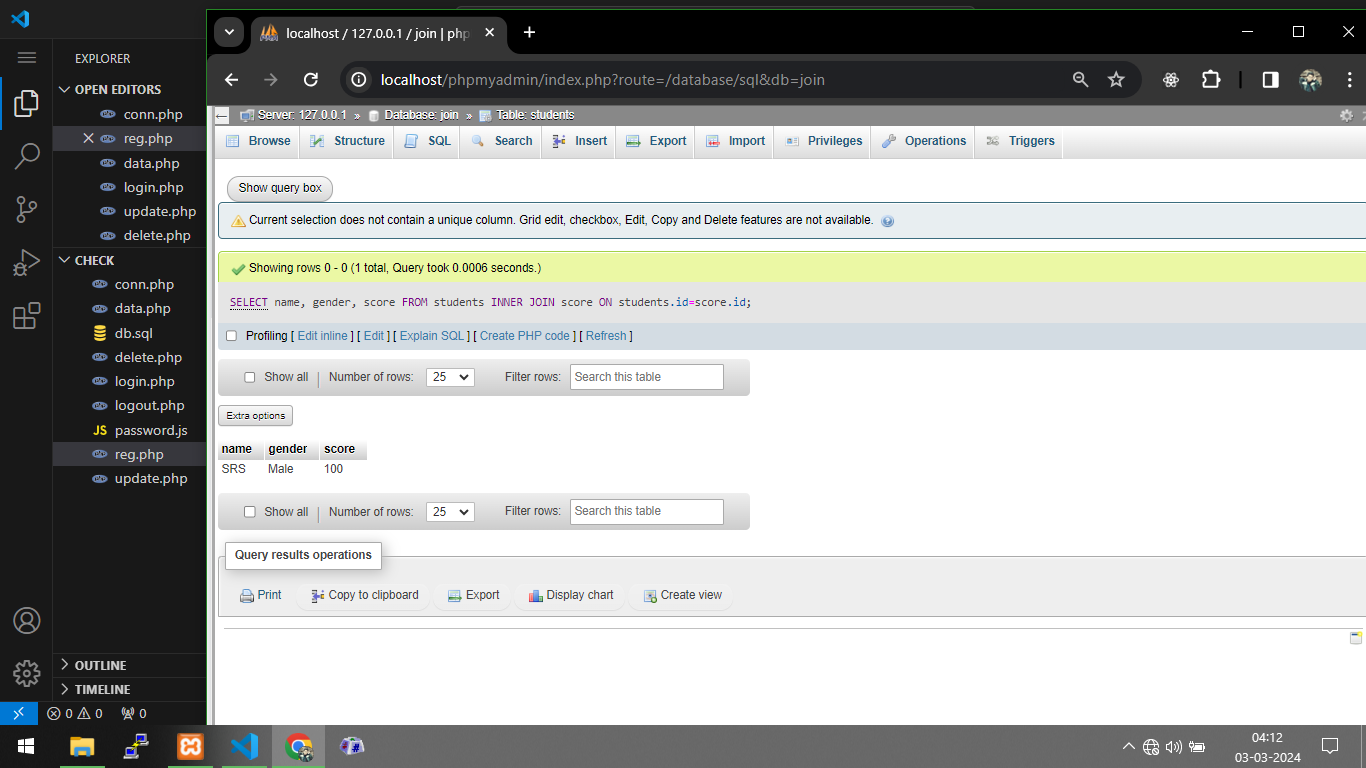 localhost / 127.0.0.1 / join | php
EXPLORER
localhost/phpmyadmin/index.php?route=/database/sql&db=join
OPEN EDITORS
conn.php
reg.php
data.php
login.php
update.php
delete.php
CHECK
conn.php
data.php
db.sql
delete.php
login.php
logout.php
JS password.js
reg.php
update.php
OUTLINE
TIMELINE
0 0 0
Server: 127.0.0.1 » Database: join » Table: students
Browse Structure SQL Search Insert Export Import Privileges Operations Triggers
Show query box
Current selection does not contain a unique column. Grid edit, checkbox, Edit, Copy and Delete features are not available.
Showing rows 0 - 0 (1 total, Query took 0.0006 seconds.)
SELECT name, gender, score FROM students INNER JOIN score ON students.id=score.id;
Profiling [ Edit inline ] [ Edit ] [ Explain SQL ] [ Create PHP code ] [ Refresh ]
Show all | Number of rows: 25 Filter rows: Search this table
Extra options
name gender score
SRS Male 100
Show all | Number of rows: 25 Filter rows: Search this table
Query results operations
Print Copy to clipboard Export Display chart Create view
04:12
03-03-2024